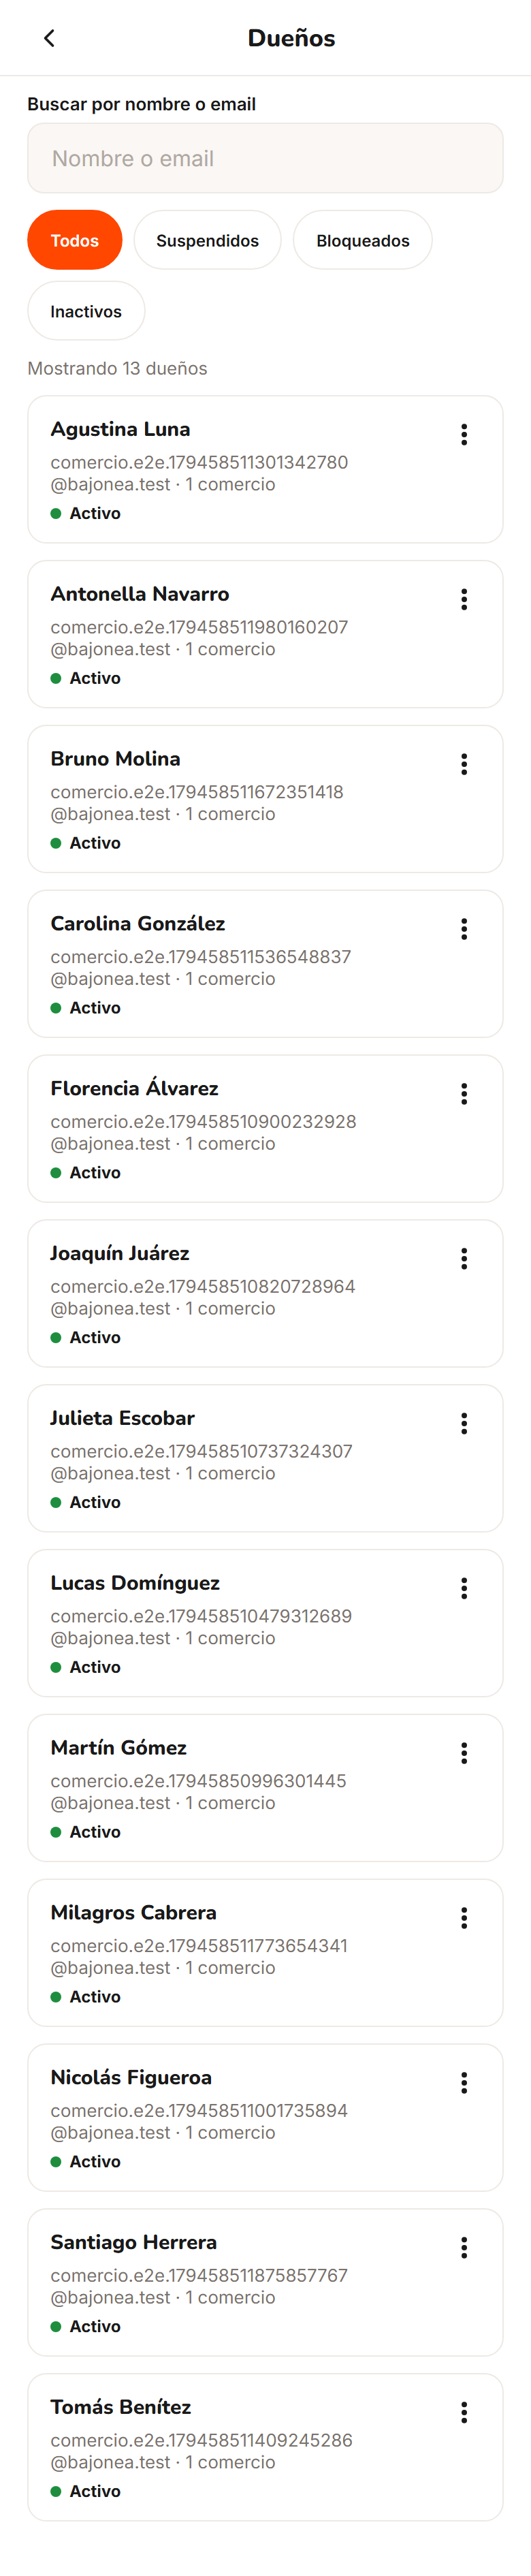 Dueños
Buscar por nombre o email
Nombre o email
Todos
Suspendidos
Bloqueados
Inactivos
Mostrando 13 dueños
Agustina Luna
comercio.e2e.179458511301342780
@bajonea.test · 1 comercio
Activo
Antonella Navarro
comercio.e2e.179458511980160207
@bajonea.test · 1 comercio
Activo
Bruno Molina
comercio.e2e.179458511672351418
@bajonea.test · 1 comercio
Activo
Carolina González
comercio.e2e.179458511536548837
@bajonea.test · 1 comercio
Activo
Florencia Álvarez
comercio.e2e.179458510900232928
@bajonea.test · 1 comercio
Activo
Joaquín Juárez
comercio.e2e.179458510820728964
@bajonea.test · 1 comercio
Activo
Julieta Escobar
comercio.e2e.179458510737324307
@bajonea.test · 1 comercio
Activo
Lucas Domínguez
comercio.e2e.179458510479312689
@bajonea.test · 1 comercio
Activo
Martín Gómez
comercio.e2e.17945850996301445
@bajonea.test · 1 comercio
Activo
Milagros Cabrera
comercio.e2e.179458511773654341
@bajonea.test · 1 comercio
Activo
Nicolás Figueroa
comercio.e2e.179458511001735894
@bajonea.test · 1 comercio
Activo
Santiago Herrera
comercio.e2e.179458511875857767
@bajonea.test · 1 comercio
Activo
Tomás Benítez
comercio.e2e.179458511409245286
@bajonea.test · 1 comercio
Activo